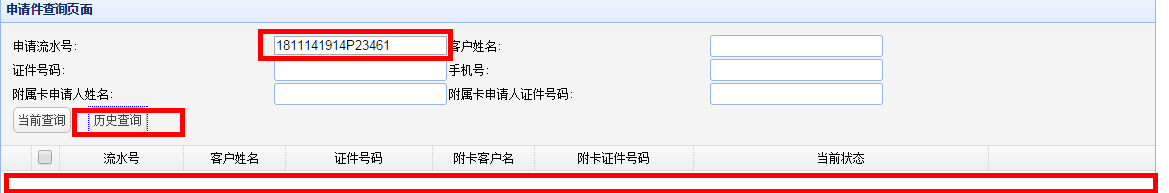 申请件查询页面
申请流水号: 1811141914P23461 客户姓名:
证件号码: 手机号:
附属卡申请人姓名: 附属卡申请人证件号码:
当前查询 历史查询
流水号 客户姓名 证件号码 附卡客户名 附卡证件号码 当前状态